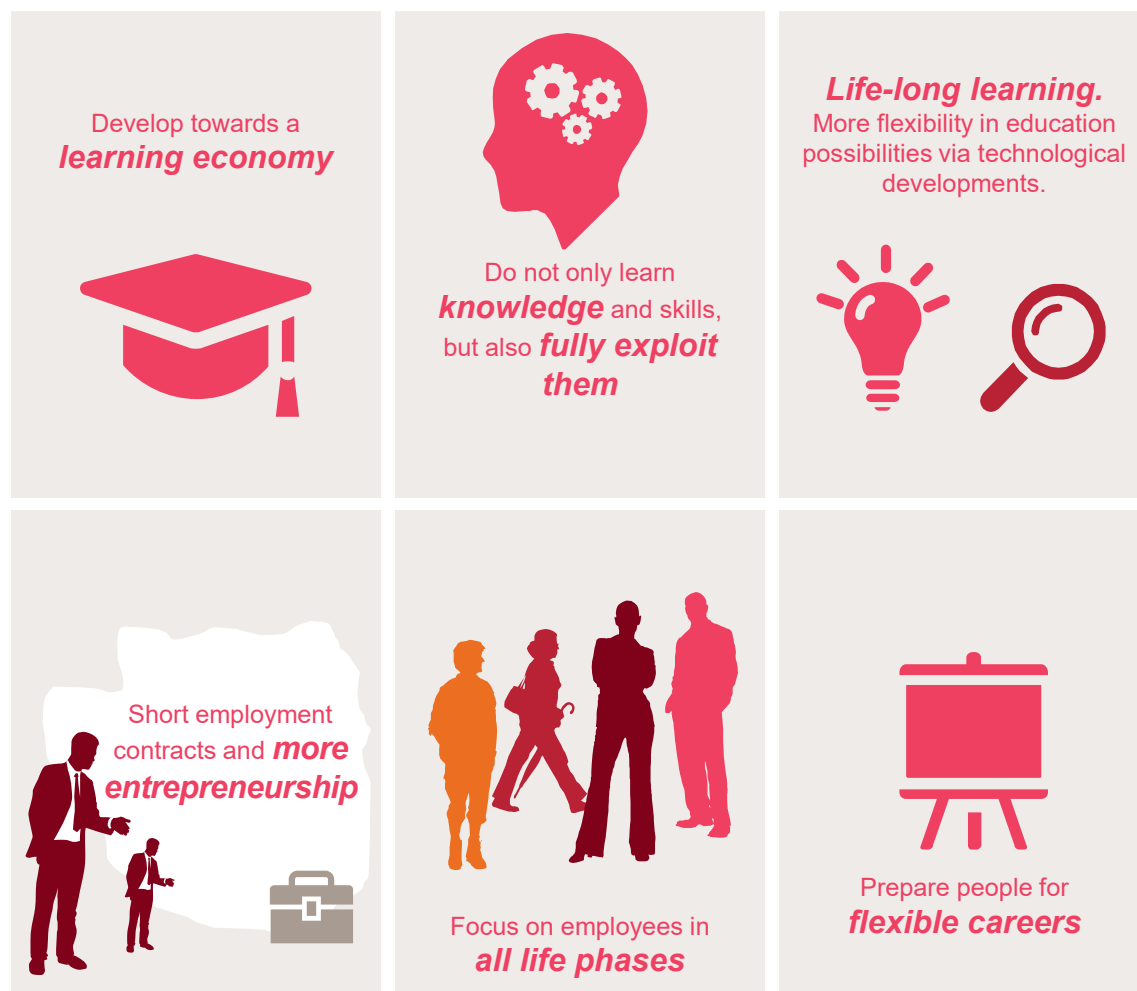 Develop towards a
learning economy
Do not only learn
knowledge and skills,
but also fully exploit
them
Life-long learning.
More flexibility in education
possibilities via technological
developments.
Short employment
contracts and more
entrepreneurship
Focus on employees in
all life phases
Prepare people for
flexible careers